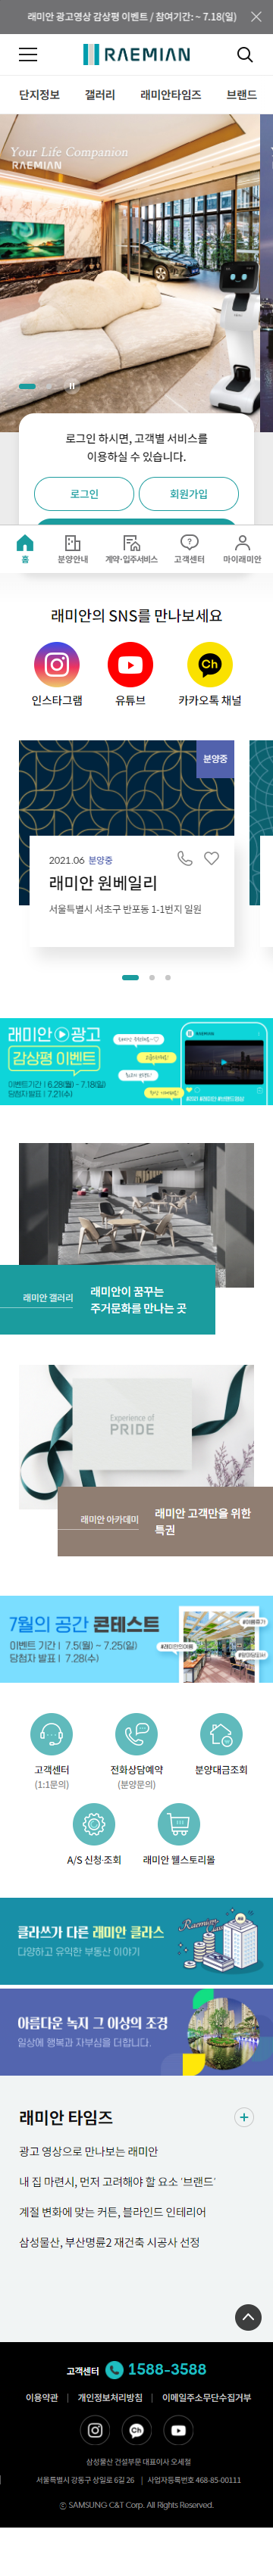 래미안 광고영상 감상평 이벤트 / 참여기간: ~ 7.18(일)
RAEMIAN
단지정보 갤러리 래미안타임즈 브랜드
Your Life Companion
RAEMIAN
로그인 하시면, 고객별 서비스를
이용하실 수 있습니다.
로그인 회원가입
홈 분양안내 계약·입주서비스 고객센터 마이래미안
래미안의 SNS를 만나보세요
인스타그램 유튜브 카카오톡 채널
분양중
2021.06 분양중
래미안 원베일리
서울특별시 서초구 반포동 1-1번지 일원
래미안 광고
감상평 이벤트
이벤트기간 | 6.28(월) ~ 7.18(일)
당첨자 발표 | 7.21(수)
래미안 갤러리
래미안이 꿈꾸는
주거문화를 만나는 곳
Experience of
PRIDE
래미안 아카데미
래미안 고객만을 위한
특권
7월의 공간 콘테스트
이벤트 기간 | 7.5(월) ~ 7.25(일)
당첨자 발표 | 7.28(수)
고객센터
(1:1문의)
전화상담예약
(분양문의)
분양대금조회
A/S 신청·조회
래미안 웰스토리몰
클라쓰가 다른 래미안 클라스
다양하고 유익한 부동산 이야기
아름다운 녹지 그 이상의 조경
일상에 행복과 자부심을 더합니다.
래미안 타임즈
광고 영상으로 만나보는 래미안
내 집 마련시, 먼저 고려해야 할 요소 '브랜드'
계절 변화에 맞는 커튼, 블라인드 인테리어
삼성물산, 부산명륜2 재건축 시공사 선정
고객센터 1588-3588
이용약관 | 개인정보처리방침 | 이메일주소무단수집거부
삼성물산 건설부문 대표이사 오세철
서울특별시 강동구 상일로 6길 26 | 사업자등록번호 468-85-00111
ⓒ SAMSUNG C&T Corp. All Rights Reserved.